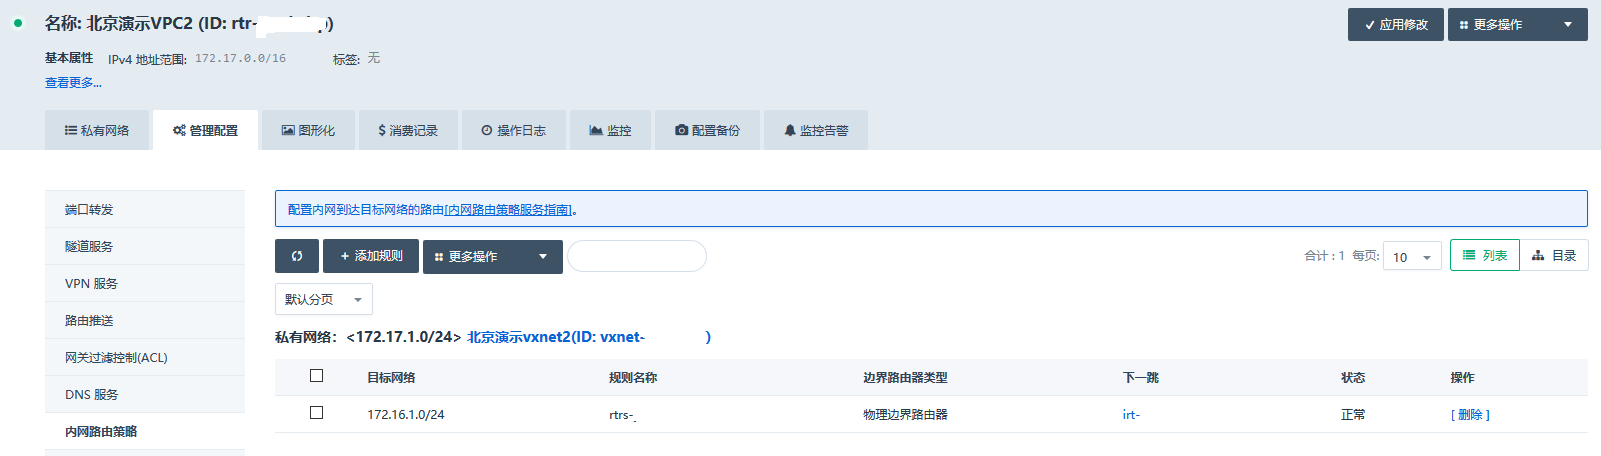 名称: 北京演示VPC2 (ID: rtr-
应用修改
更多操作
基本属性 IPv4 地址范围: 172.17.0.0/16 标签: 无
查看更多...
私有网络
管理配置
图形化
消费记录
操作日志
监控
配置备份
监控告警
端口转发
隧道服务
VPN 服务
路由推送
网关过滤控制(ACL)
DNS 服务
内网路由策略
配置内网到达目标网络的路由[内网路由策略服务指南]。
+ 添加规则
更多操作
合计 : 1 每页: 10
列表
目录
默认分页
私有网络: <172.17.1.0/24> 北京演示vxnet2(ID: vxnet- )
目标网络 规则名称 边界路由器类型 下一跳 状态 操作
172.16.1.0/24 rtrs- 物理边界路由器 irt- 正常 [ 删除 ]